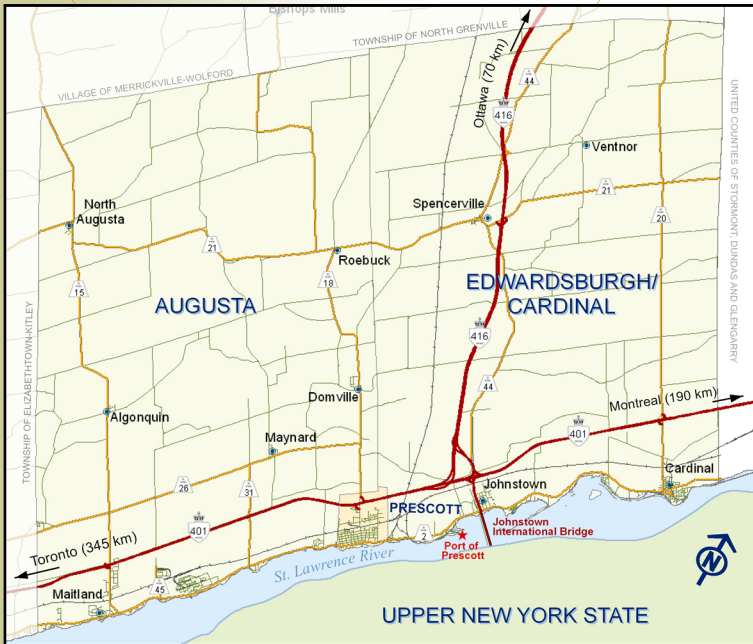 Bishops Mills
TOWNSHIP OF NORTH GRENVILLE
VILLAGE OF MERRICKVILLE-WOLFORD
Ottawa (70 km)
44
416
Ventnor
UNITED COUNTIES OF STORMONT, DUNDAS AND GLENGARRY
North
Augusta
Spencerville
21
20
21
Roebuck
18
15
AUGUSTA
EDWARDSBURGH/
CARDINAL
416
TOWNSHIP OF ELIZABETHTOWN-KITLEY
44
Domville
Algonquin
Montreal (190 km)
Maynard
401
26
31
Cardinal
Johnstown
PRESCOTT
401
2
Johnstown
International Bridge
Toronto (345 km)
Port of
Prescott
St. Lawrence River
45
Maitland
N
UPPER NEW YORK STATE